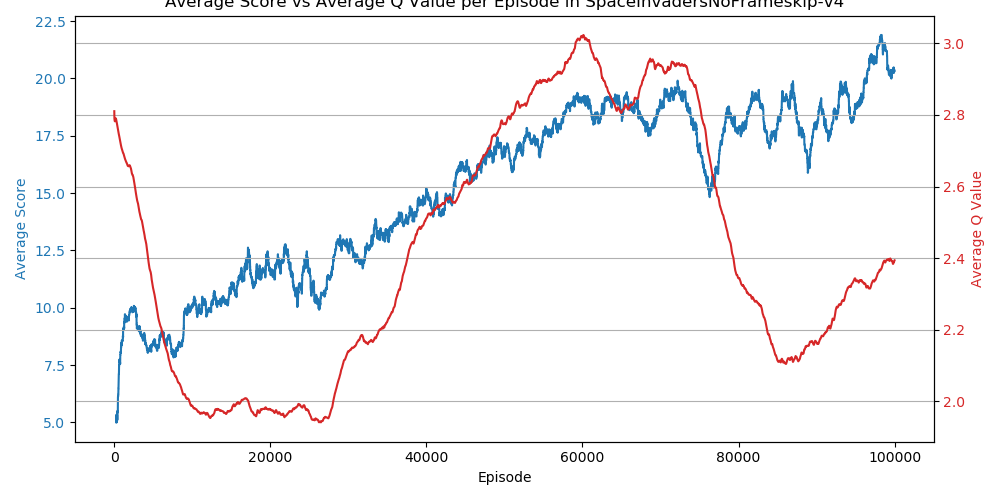 Average Score vs Average Q Value per Episode in SpaceInvadersNoFrameskip-v4
22.5
20.0
17.5
15.0
12.5
10.0
7.5
5.0
Average Score
3.0
2.8
2.6
2.4
2.2
2.0
Average Q Value
0 20000 40000 60000 80000 100000
Episode